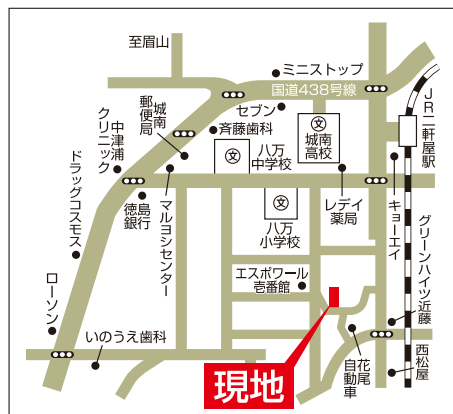 至眉山
ミニストップ
国道438号線
セブン
斉藤歯科
城南
郵便局
中津浦
クリニック
ドラッグコスモス
ローソン
徳島
銀行
マルヨシセンター
文
八万
中学校
文
城南
高校
文
八万
小学校
レデイ
薬局
JR二軒屋駅
キョーエイ
グリーンハイツ近藤
西松屋
花尾
自動車
エスポワール
壱番館
いのうえ歯科
現地